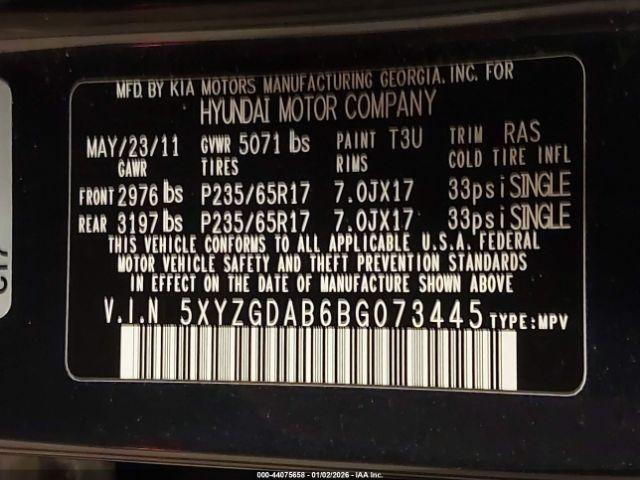 MFD. BY KIA MOTORS MANUFACTURING GEORGIA, INC. FOR
HYUNDAI MOTOR COMPANY
MAY/23/11 GVWR 5071 lbs PAINT T3U TRIM RAS
GAWR TIRES RIMS COLD TIRE INFL
FRONT 2976 lbs P235/65R17 7.0JX17 33psi SINGLE
REAR 3197 lbs P235/65R17 7.0JX17 33psi SINGLE
THIS VEHICLE CONFORMS TO ALL APPLICABLE U.S.A. FEDERAL
MOTOR VEHICLE SAFETY AND THEFT PREVENTION STANDARDS
IN EFFECT ON THE DATE OF MANUFACTURE SHOWN ABOVE
V.I.N 5XYZGDAB6BG073445 TYPE:MPV
000-44075658 - 01/02/2026 - IAA Inc.